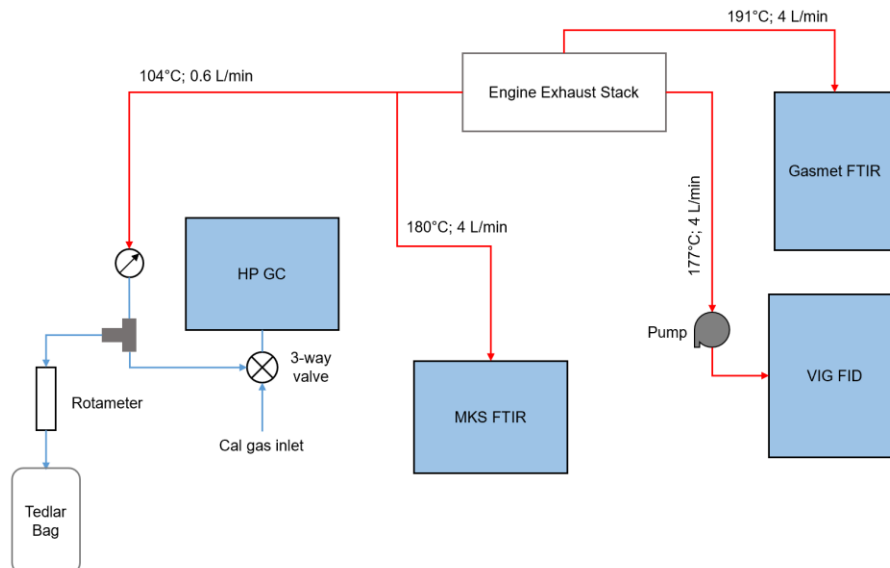 191°C; 4 L/min
104°C; 0.6 L/min
Engine Exhaust Stack
Gasmet FTIR
180°C; 4 L/min
177°C; 4 L/min
HP GC
Pump
3-way
valve
VIG FID
Rotameter
MKS FTIR
Cal gas inlet
Tedlar
Bag